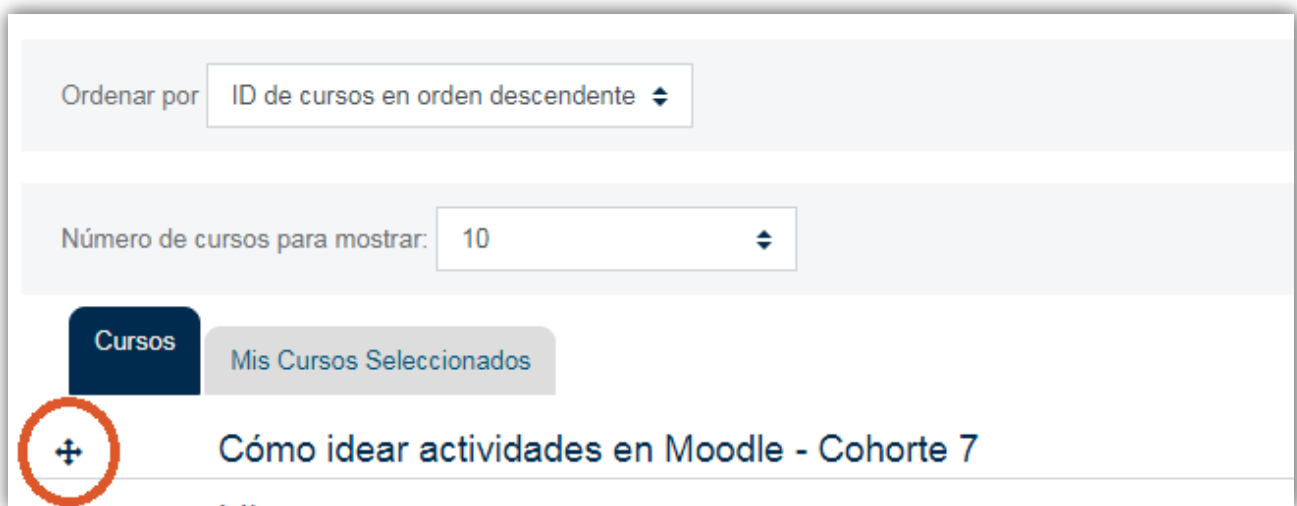 Ordenar por ID de cursos en orden descendente
Número de cursos para mostrar: 10
Cursos
Mis Cursos Seleccionados
Cómo idear actividades en Moodle - Cohorte 7